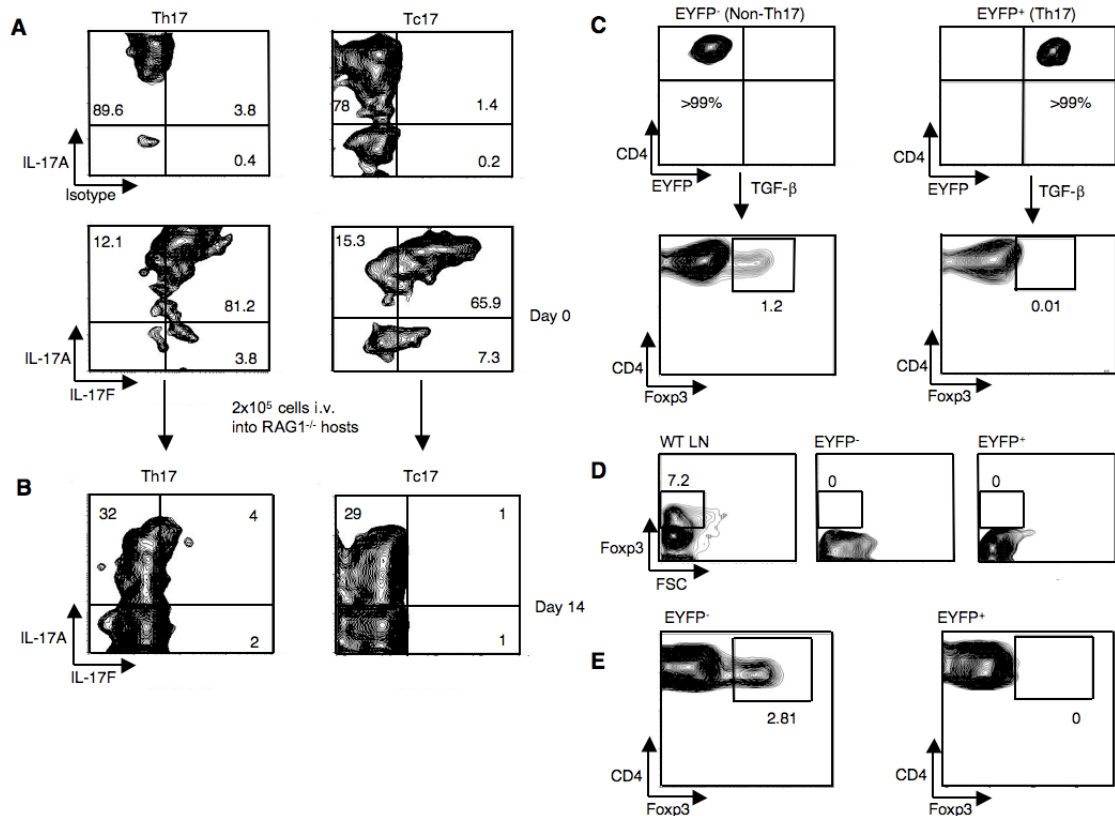 A
Th17
Tc17
89.6
3.8
0.4
78
1.4
0.2
IL-17A
Isotype
12.1
81.2
3.8
15.3
65.9
7.3
Day 0
IL-17A
IL-17F
2x10⁵ cells i.v.
into RAG1⁻/⁻ hosts
B
Th17
Tc17
32
4
2
29
1
1
Day 14
IL-17A
IL-17F
C
EYFP⁻ (Non-Th17)
EYFP⁺ (Th17)
>99%
>99%
CD4
EYFP
CD4
EYFP
TGF-β
TGF-β
1.2
0.01
CD4
Foxp3
CD4
Foxp3
D
WT LN
EYFP⁻
EYFP⁺
7.2
0
0
Foxp3
FSC
E
EYFP⁻
EYFP⁺
2.81
0
CD4
Foxp3
CD4
Foxp3